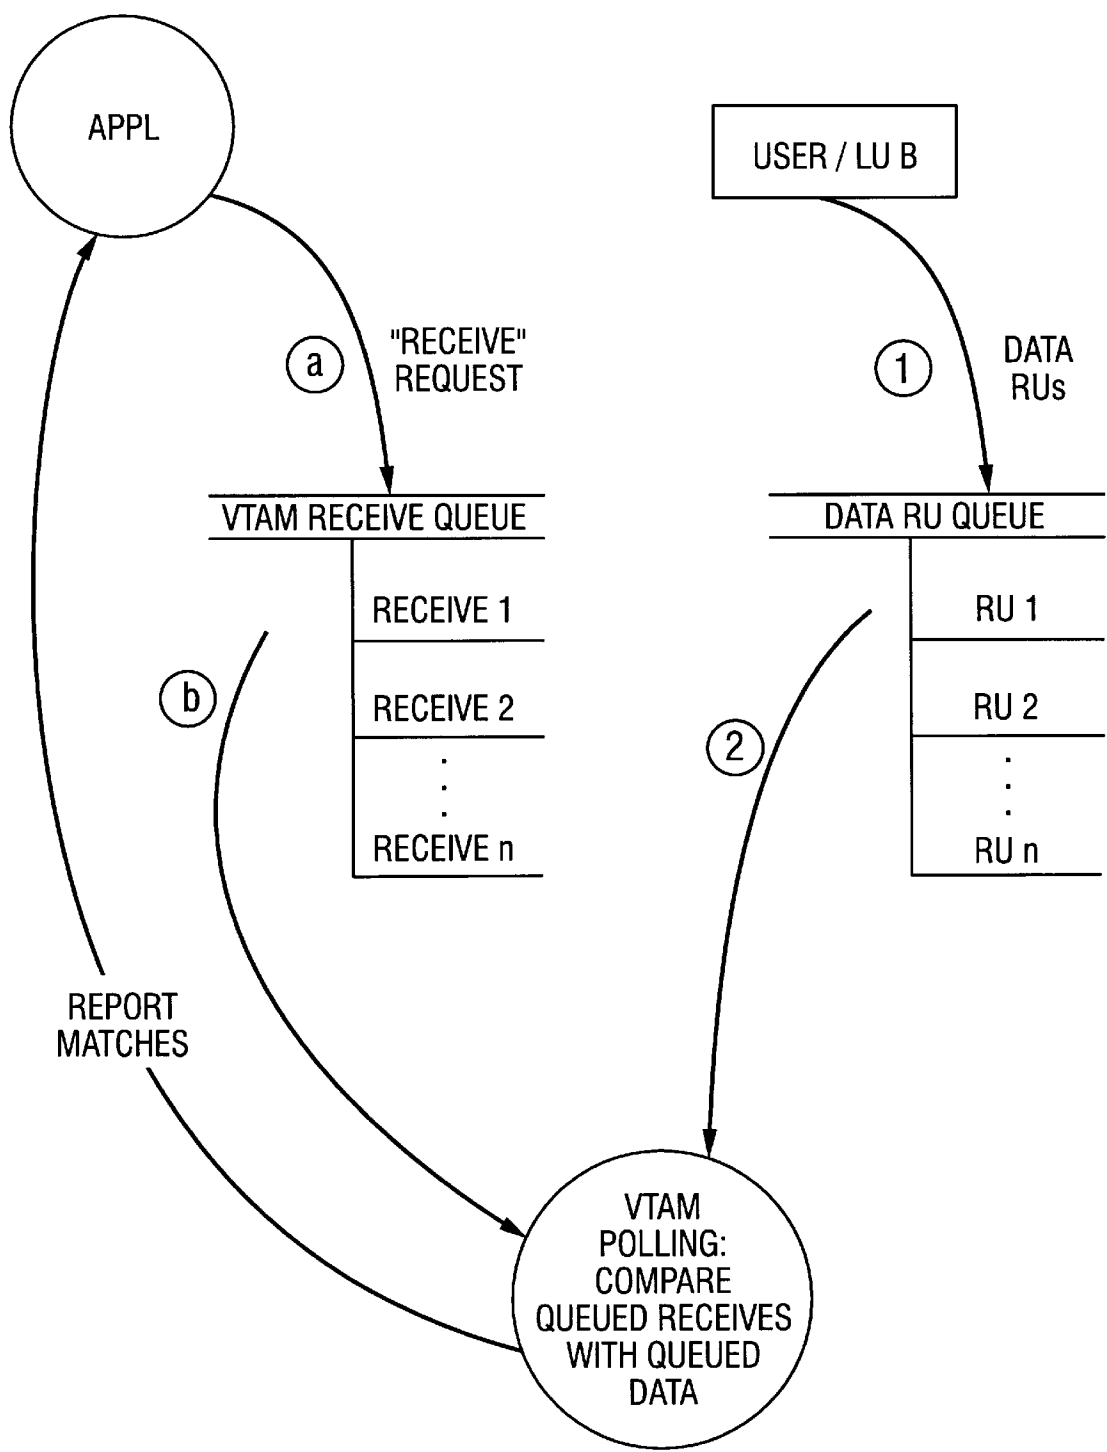 APPL
USER / LU B
a
"RECEIVE"
REQUEST
1
DATA
RUs
VTAM RECEIVE QUEUE
RECEIVE 1
RECEIVE 2
.
.
.
RECEIVE n
DATA RU QUEUE
RU 1
RU 2
.
.
.
RU n
b
2
REPORT
MATCHES
VTAM
POLLING:
COMPARE
QUEUED RECEIVES
WITH QUEUED
DATA